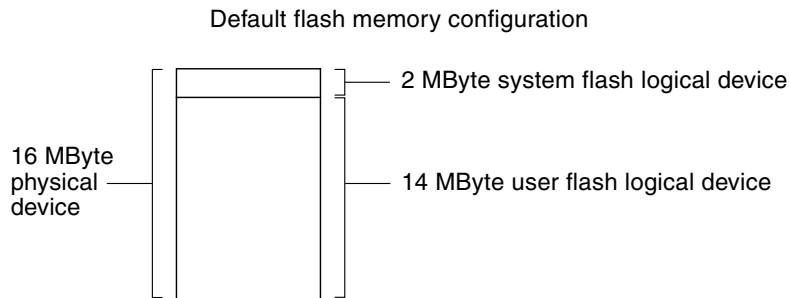 Default flash memory configuration
2 MByte system flash logical device
16 MByte
physical
device
14 MByte user flash logical device